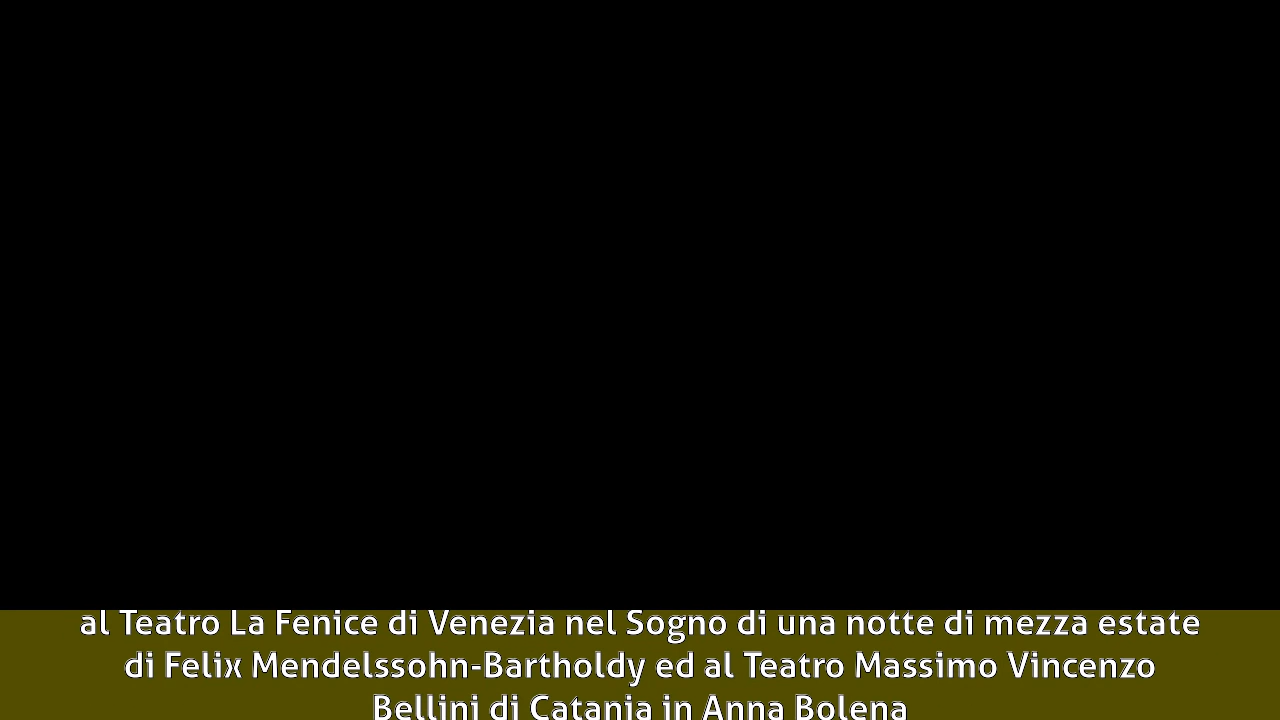 al Teatro La Fenice di Venezia nel Sogno di una notte di mezza estate
di Felix Mendelssohn-Bartholdy ed al Teatro Massimo Vincenzo
Bellini di Catania in Anna Bolena